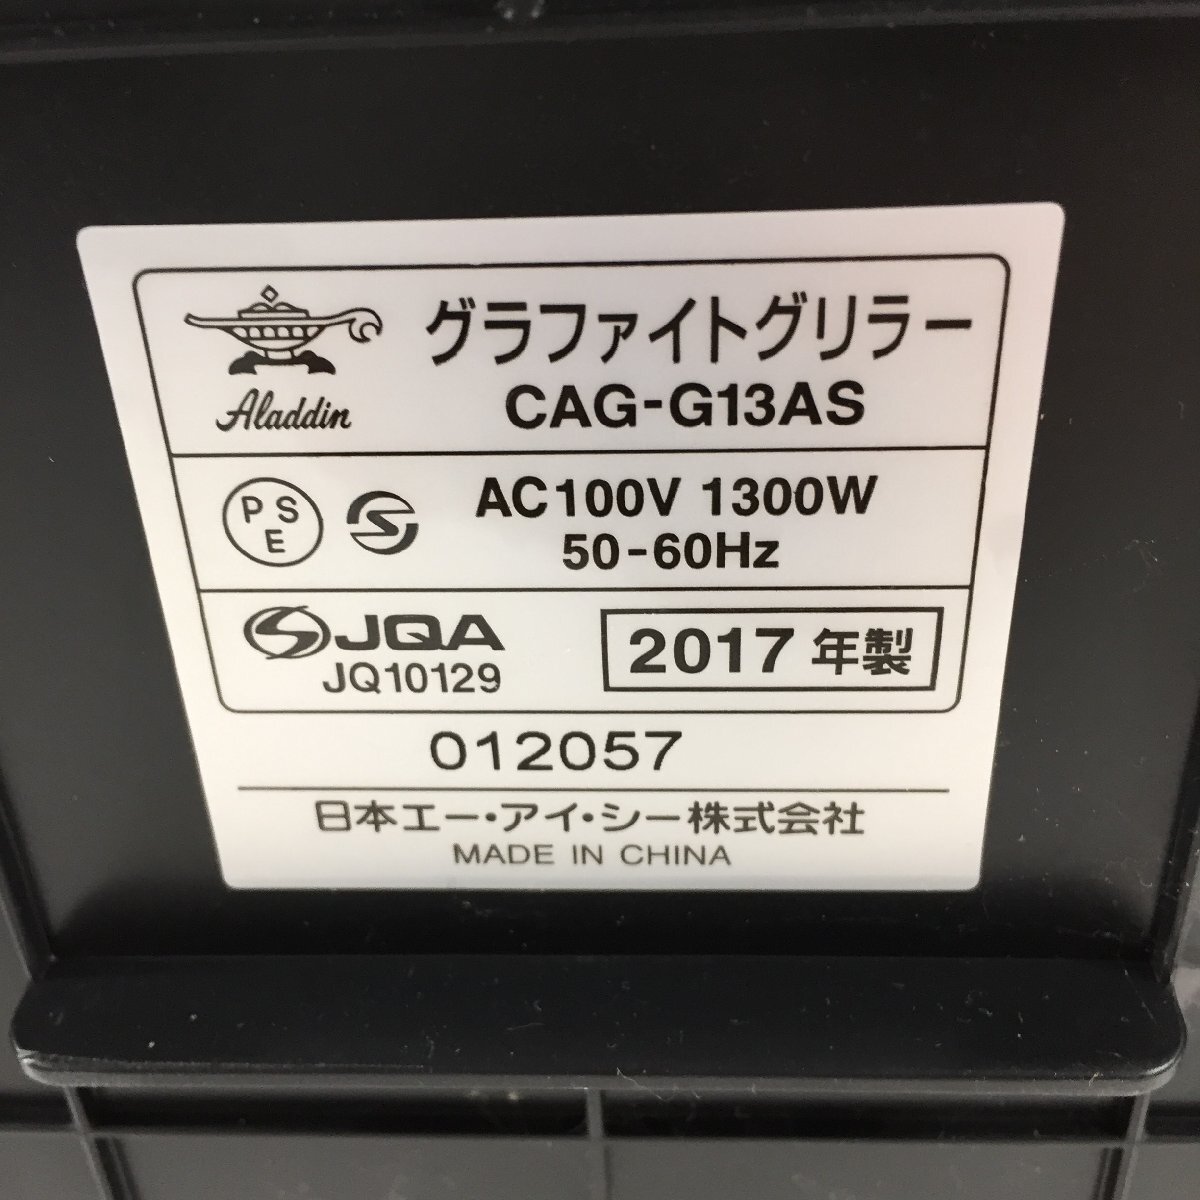 Aladdin
グラファイトグリラー
CAG-G13AS
PSE
AC100V 1300W
50-60Hz
JQA
JQ10129
2017 年製
012057
日本エー・アイ・シー株式会社
MADE IN CHINA